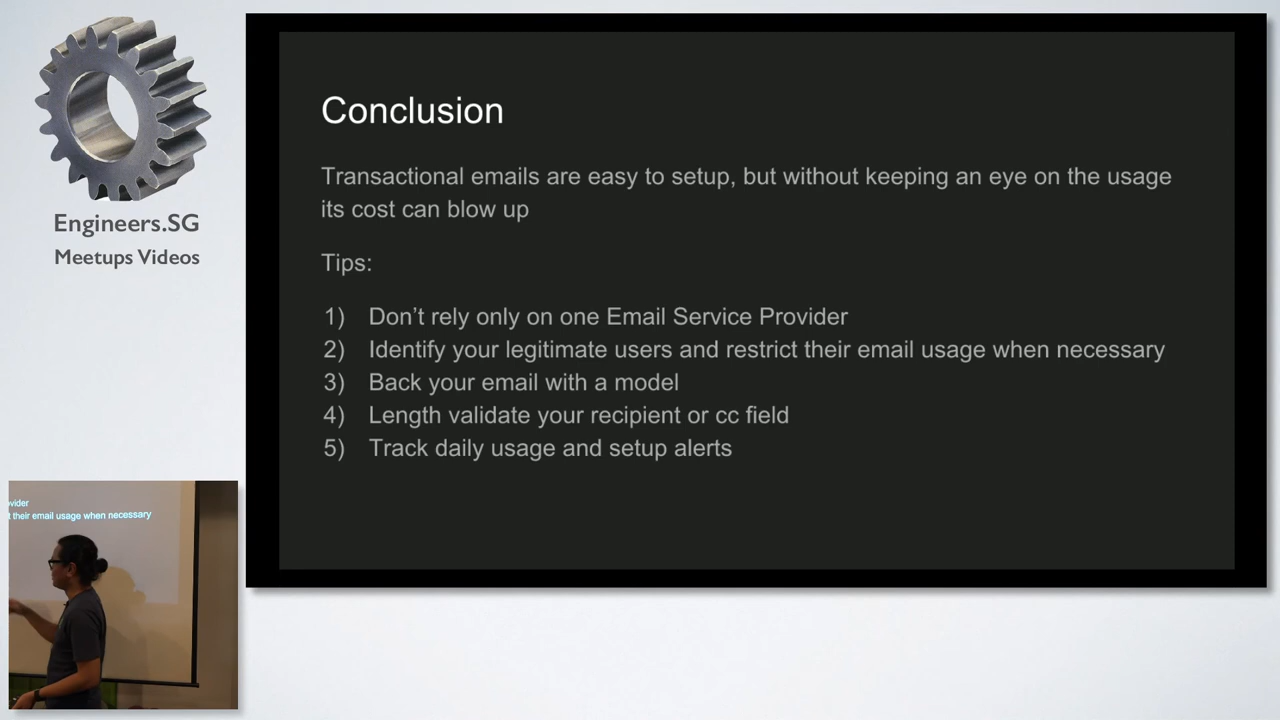 Engineers.SG
Meetups Videos
Conclusion
Transactional emails are easy to setup, but without keeping an eye on the usage
its cost can blow up
Tips:
1) Don’t rely only on one Email Service Provider
2) Identify your legitimate users and restrict their email usage when necessary
3) Back your email with a model
4) Length validate your recipient or cc field
5) Track daily usage and setup alerts
vider
t their email usage when necessary